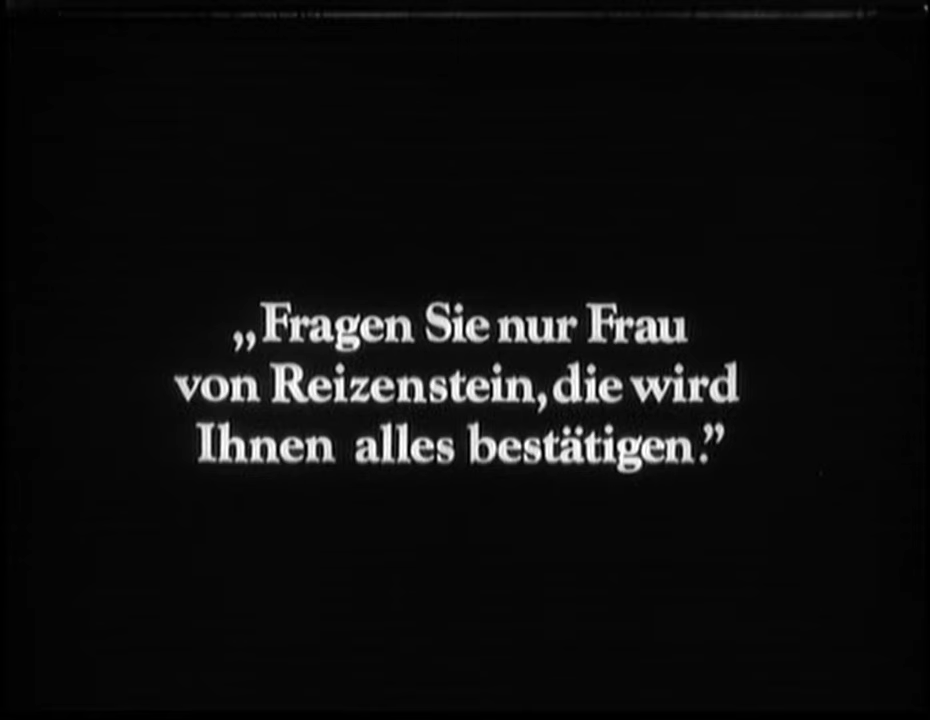 „Fragen Sie nur Frau
von Reizenstein, die wird
Ihnen alles bestätigen.”